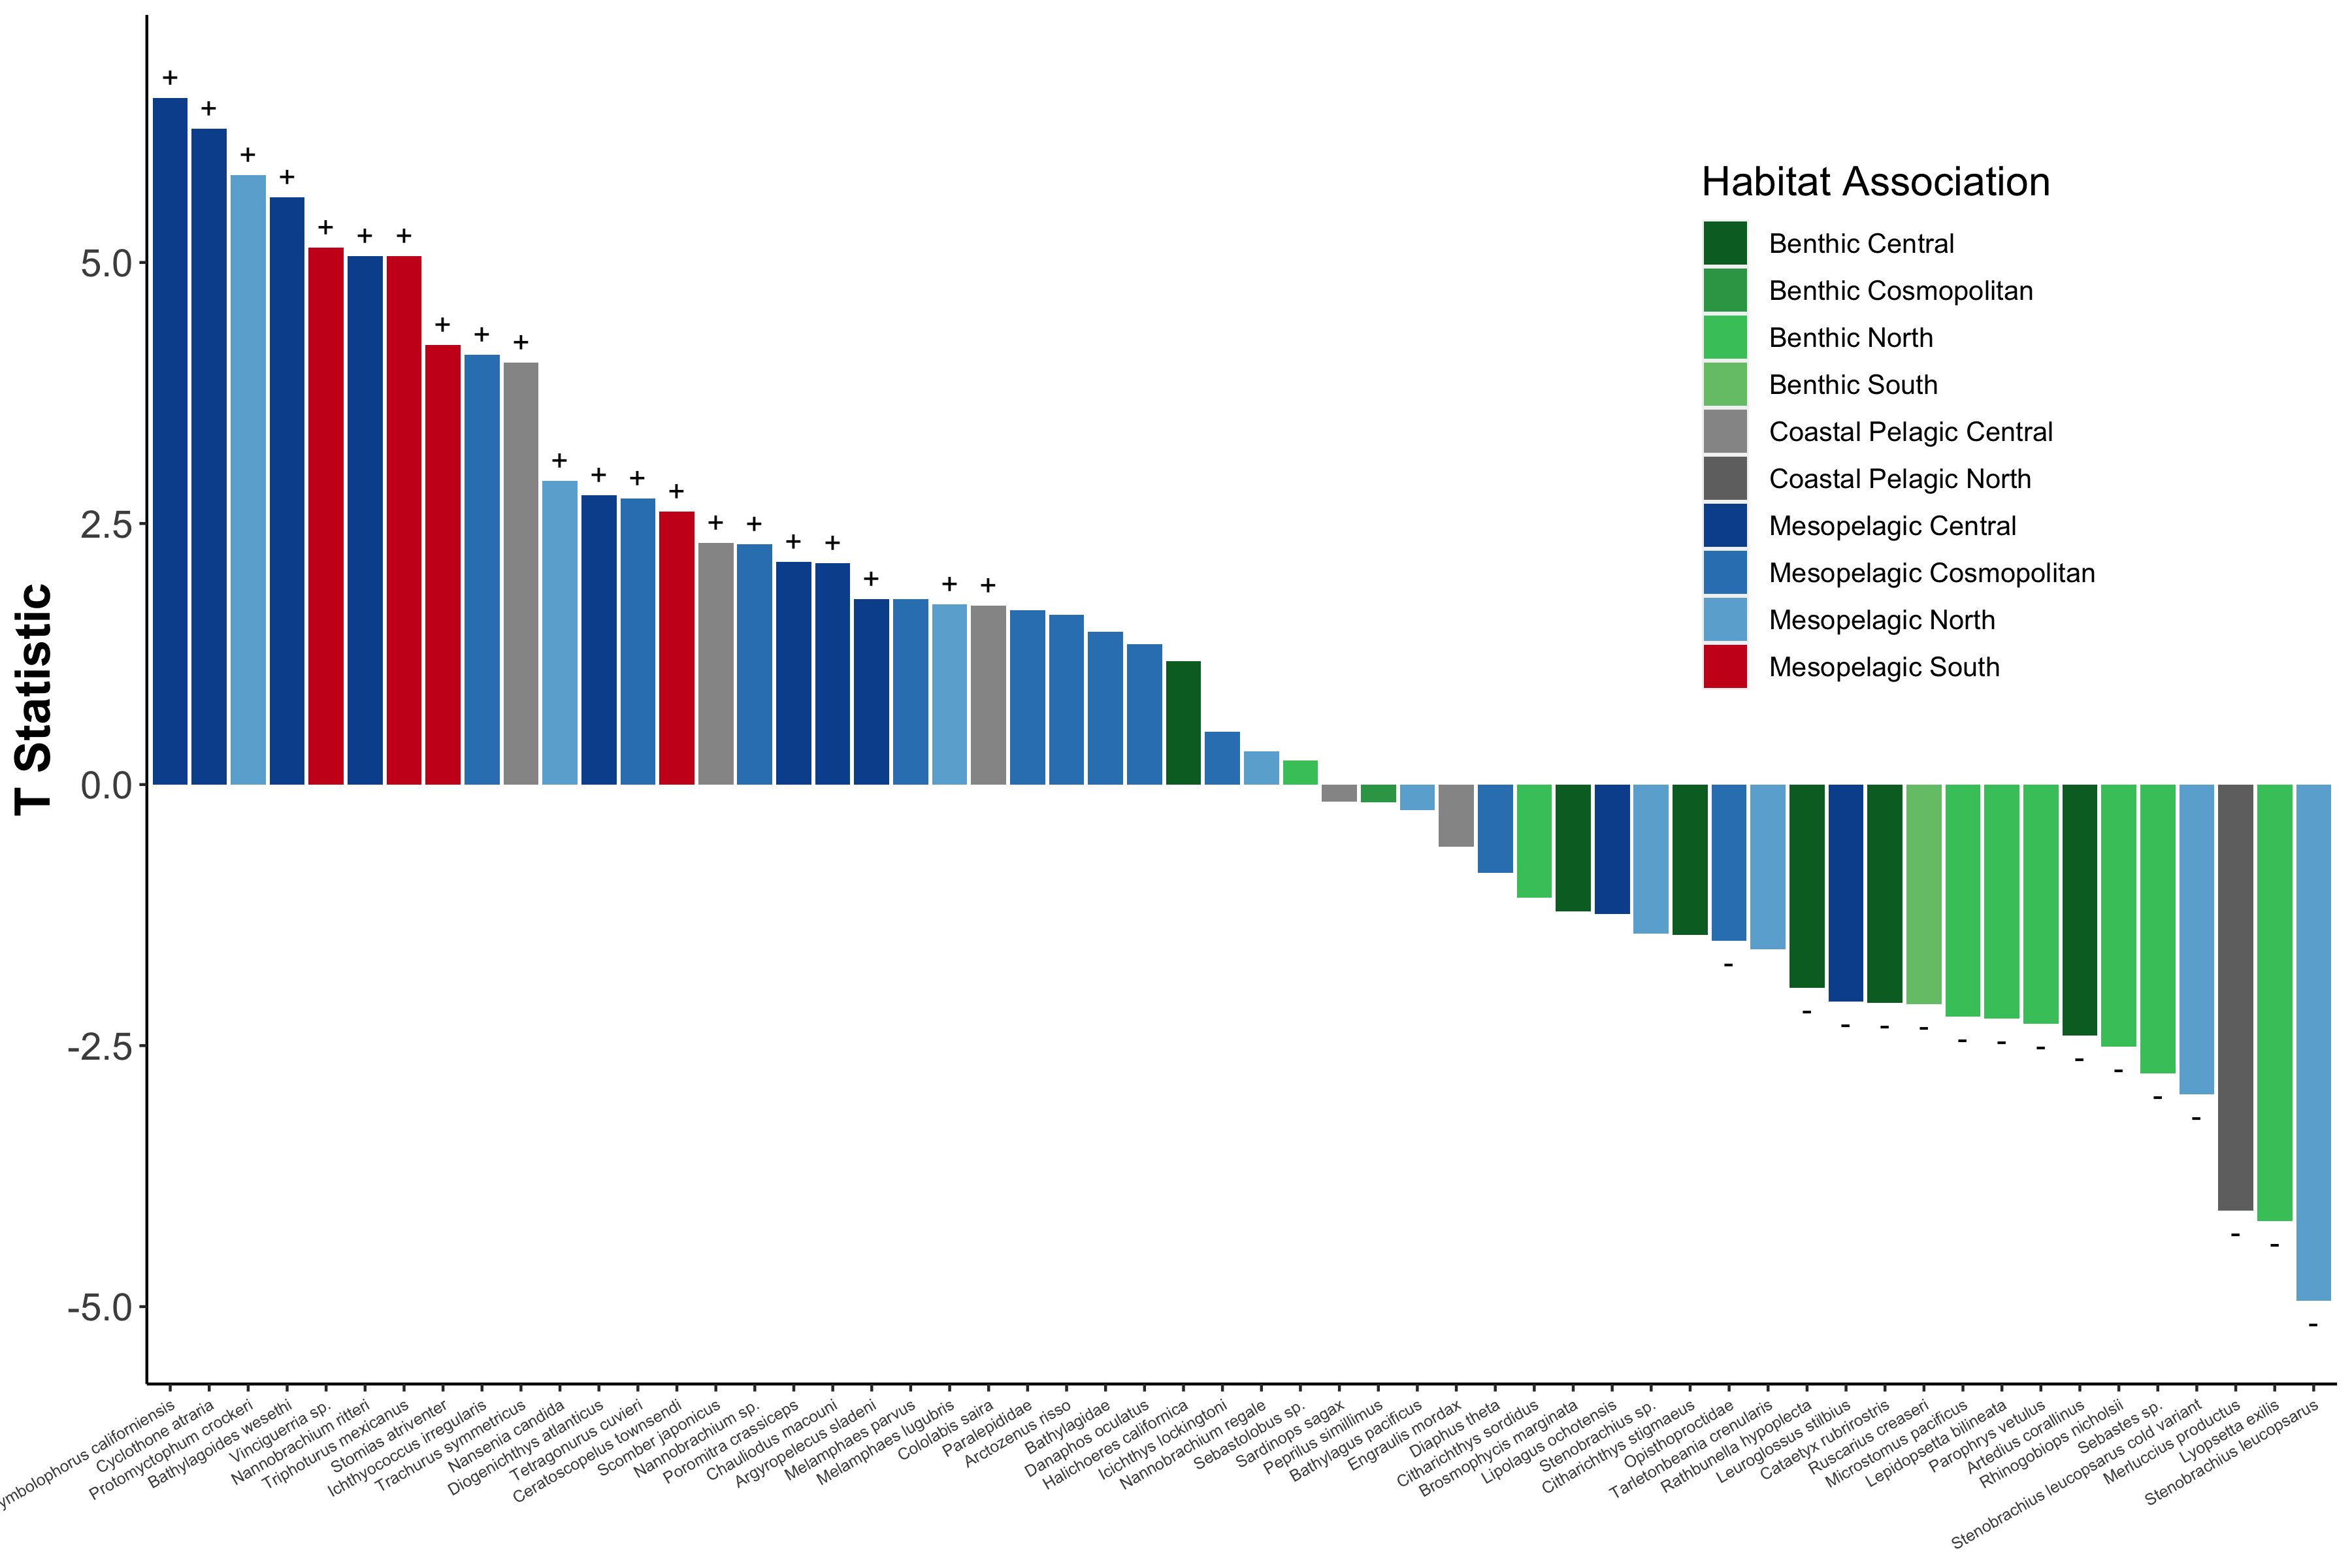 T Statistic
5.0
2.5
0.0
-2.5
-5.0
+ + + + + + + + + + + + + + + + + + + + +
- - - - - - - - - - - - - - -
Habitat Association
Benthic Central
Benthic Cosmopolitan
Benthic North
Benthic South
Coastal Pelagic Central
Coastal Pelagic North
Mesopelagic Central
Mesopelagic Cosmopolitan
Mesopelagic North
Mesopelagic South
ymbolophorus californiensis
Cyclothone atraria
Protomyctophum crockeri
Bathylagoides wesethi
Vinciguerria sp.
Nannobrachium ritteri
Triphoturus mexicanus
Stomias atriventer
Ichthyococcus irregularis
Trachurus symmetricus
Nansenia candida
Diogenichthys atlanticus
Tetragonurus cuvieri
Ceratoscopelus townsendi
Scomber japonicus
Nannobrachium sp.
Poromitra crassiceps
Chauliodus macouni
Argyropelecus sladeni
Melamphaes parvus
Melamphaes lugubris
Cololabis saira
Paralepididae
Arctozenus risso
Bathylagidae
Danaphos oculatus
Halichoeres californica
Icichthys lockingtoni
Nannobrachium regale
Sebastolobus sp.
Sardinops sagax
Peprilus simillimus
Bathylagus pacificus
Engraulis mordax
Diaphus theta
Citharichthys sordidus
Brosmophycis marginata
Lipolagus ochotensis
Stenobrachius sp.
Citharichthys stigmaeus
Opisthoproctidae
Tarletonbeania crenularis
Rathbunella hypoplecta
Leuroglossus stilbius
Cataetyx rubrirostris
Ruscarius creaseri
Microstomus pacificus
Lepidopsetta bilineata
Parophrys vetulus
Artedius corallinus
Rhinogobiops nicholsii
Sebastes sp.
Stenobrachius leucopsarus cold variant
Merluccius productus
Lyopsetta exilis
Stenobrachius leucopsarus